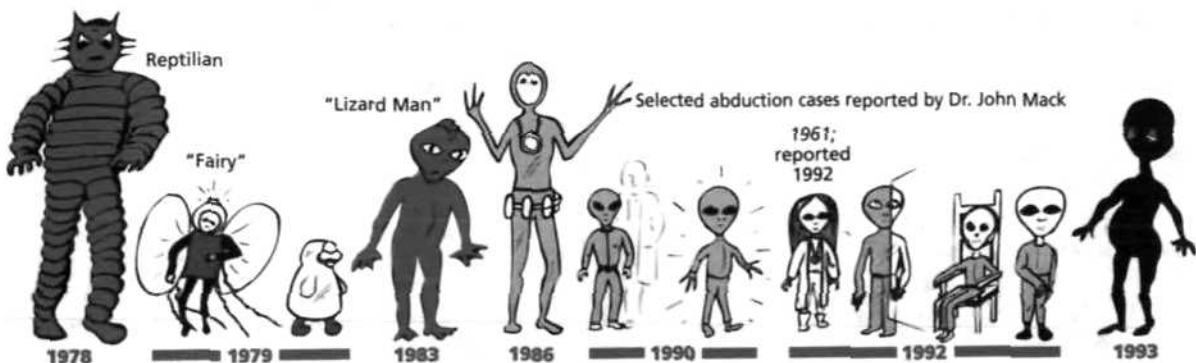 Reptilian
"Fairy"
"Lizard Man"
Selected abduction cases reported by Dr. John Mack
1961;
reported
1992
1978
1979
1983
1986
1990
1992
1993